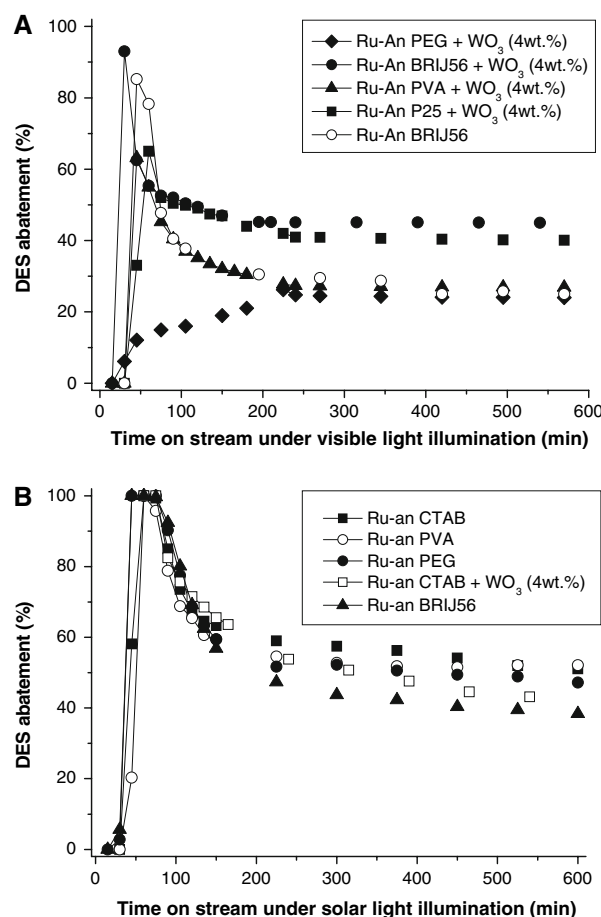 A
Ru-An PEG + WO3 (4wt.%)
Ru-An BRIJ56 + WO3 (4wt.%)
Ru-An PVA + WO3 (4wt.%)
Ru-An P25 + WO3 (4wt.%)
Ru-An BRIJ56
100
80
60
40
20
0
DES abatement (%)
0 100 200 300 400 500 600
Time on stream under visible light illumination (min)
B
Ru-an CTAB
Ru-an PVA
Ru-an PEG
Ru-an CTAB + WO3 (4wt.%)
Ru-an BRIJ56
100
80
60
40
20
0
DES abatement (%)
0 100 200 300 400 500 600
Time on stream under solar light illumination (min)